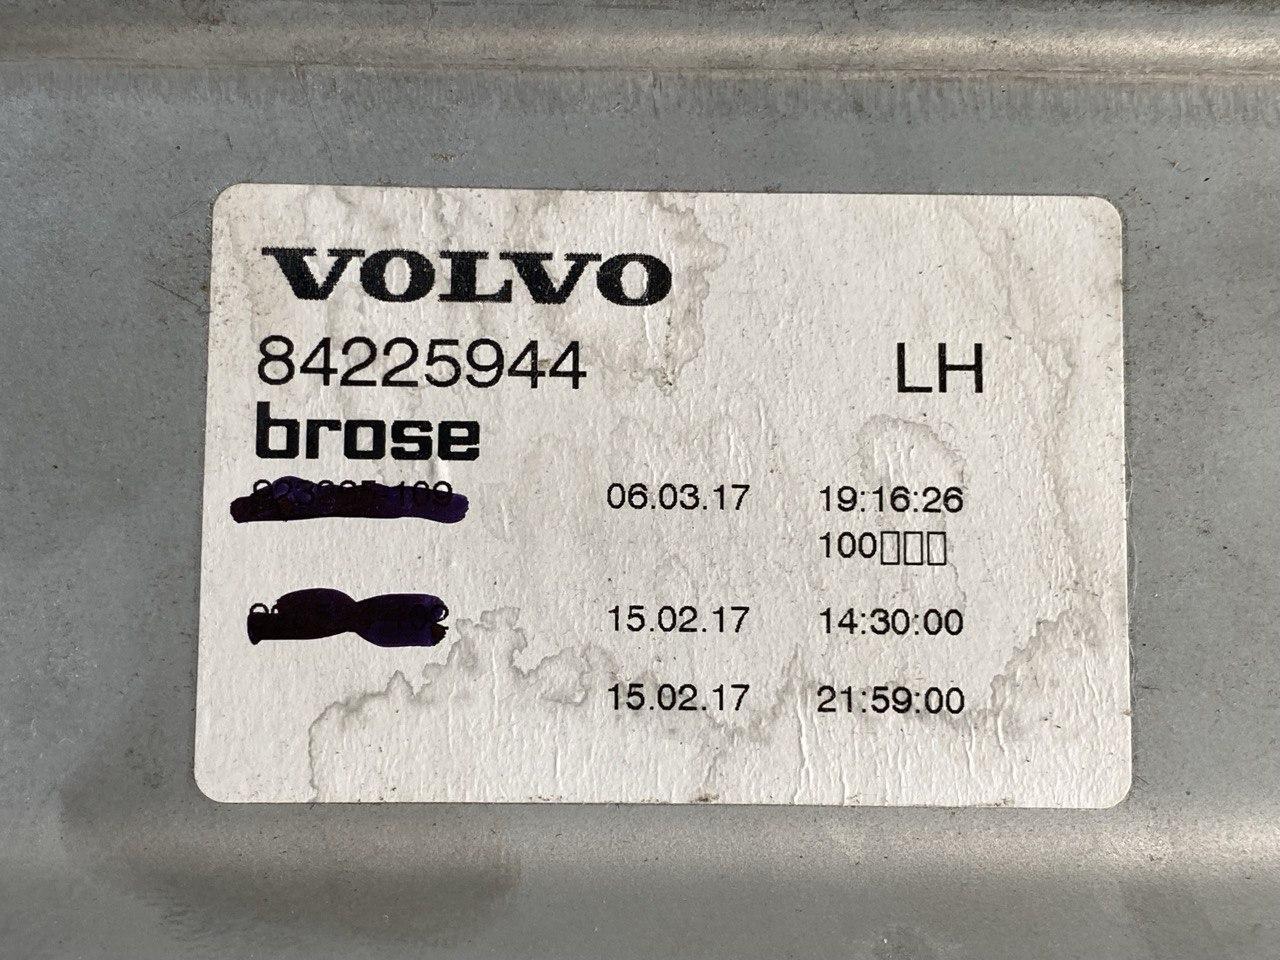 VOLVO
84225944 LH
brose
06.03.17 19:16:26
100▯▯▯
15.02.17 14:30:00
15.02.17 21:59:00